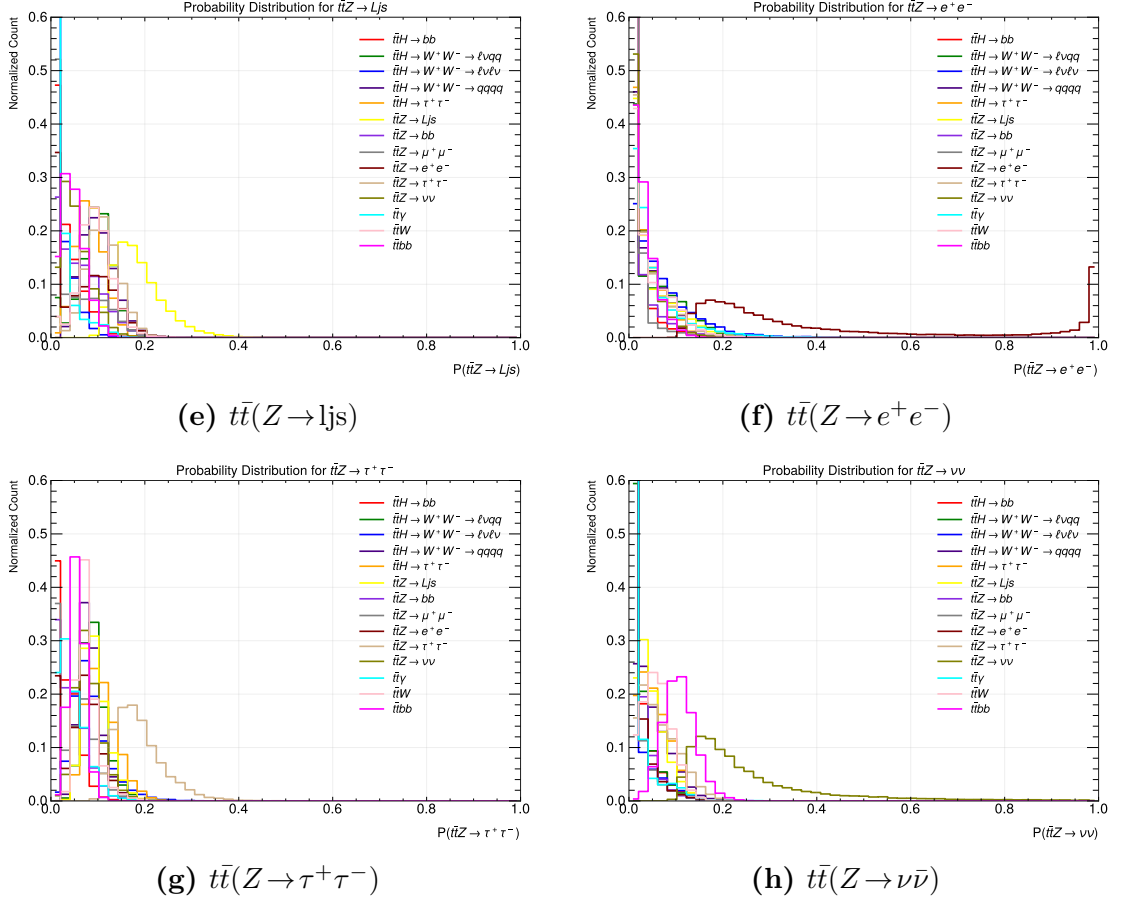 Probability Distribution for tt̄Z → Ljs
Normalized Count
0.6
0.5
0.4
0.3
0.2
0.1
0.0
0.0 0.2 0.4 0.6 0.8 1.0
P(tt̄Z → Ljs)
tt̄H → bb
tt̄H → W⁺W⁻ → ℓνqq
tt̄H → W⁺W⁻ → ℓνℓν
tt̄H → W⁺W⁻ → qqqq
tt̄H → τ⁺τ⁻
tt̄Z → Ljs
tt̄Z → bb
tt̄Z → μ⁺μ⁻
tt̄Z → e⁺e⁻
tt̄Z → τ⁺τ⁻
tt̄Z → νν
tt̄γ
tt̄W
tt̄bb
(e) tt̄(Z → ljs)
Probability Distribution for tt̄Z → e⁺e⁻
Normalized Count
0.6
0.5
0.4
0.3
0.2
0.1
0.0
0.0 0.2 0.4 0.6 0.8 1.0
P(tt̄Z → e⁺e⁻)
tt̄H → bb
tt̄H → W⁺W⁻ → ℓνqq
tt̄H → W⁺W⁻ → ℓνℓν
tt̄H → W⁺W⁻ → qqqq
tt̄H → τ⁺τ⁻
tt̄Z → Ljs
tt̄Z → bb
tt̄Z → μ⁺μ⁻
tt̄Z → e⁺e⁻
tt̄Z → τ⁺τ⁻
tt̄Z → νν
tt̄γ
tt̄W
tt̄bb
(f) tt̄(Z → e⁺e⁻)
Probability Distribution for tt̄Z → τ⁺τ⁻
Normalized Count
0.6
0.5
0.4
0.3
0.2
0.1
0.0
0.0 0.2 0.4 0.6 0.8 1.0
P(tt̄Z → τ⁺τ⁻)
tt̄H → bb
tt̄H → W⁺W⁻ → ℓνqq
tt̄H → W⁺W⁻ → ℓνℓν
tt̄H → W⁺W⁻ → qqqq
tt̄H → τ⁺τ⁻
tt̄Z → Ljs
tt̄Z → bb
tt̄Z → μ⁺μ⁻
tt̄Z → e⁺e⁻
tt̄Z → τ⁺τ⁻
tt̄Z → νν
tt̄γ
tt̄W
tt̄bb
(g) tt̄(Z → τ⁺τ⁻)
Probability Distribution for tt̄Z → νν
Normalized Count
0.6
0.5
0.4
0.3
0.2
0.1
0.0
0.0 0.2 0.4 0.6 0.8 1.0
P(tt̄Z → νν)
tt̄H → bb
tt̄H → W⁺W⁻ → ℓνqq
tt̄H → W⁺W⁻ → ℓνℓν
tt̄H → W⁺W⁻ → qqqq
tt̄H → τ⁺τ⁻
tt̄Z → Ljs
tt̄Z → bb
tt̄Z → μ⁺μ⁻
tt̄Z → e⁺e⁻
tt̄Z → τ⁺τ⁻
tt̄Z → νν
tt̄γ
tt̄W
tt̄bb
(h) tt̄(Z → νν̄)